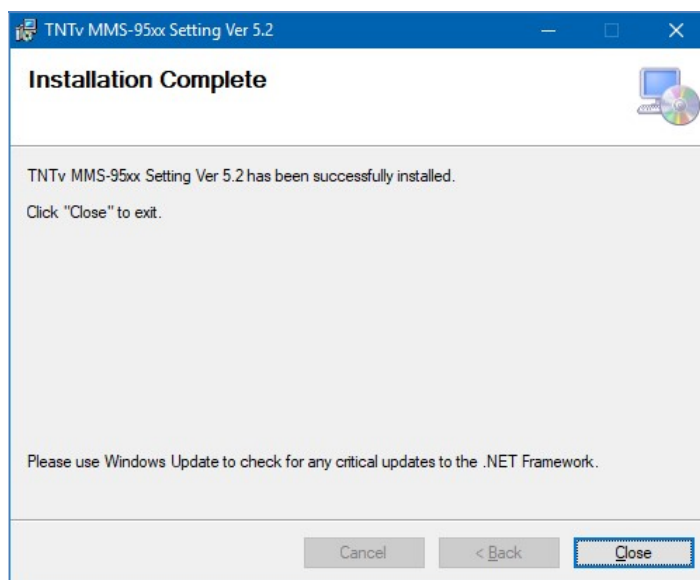 TNTv MMS-95xx Setting Ver 5.2
Installation Complete
TNTv MMS-95xx Setting Ver 5.2 has been successfully installed.
Click "Close" to exit.
Please use Windows Update to check for any critical updates to the .NET Framework.
Cancel
< Back
Close